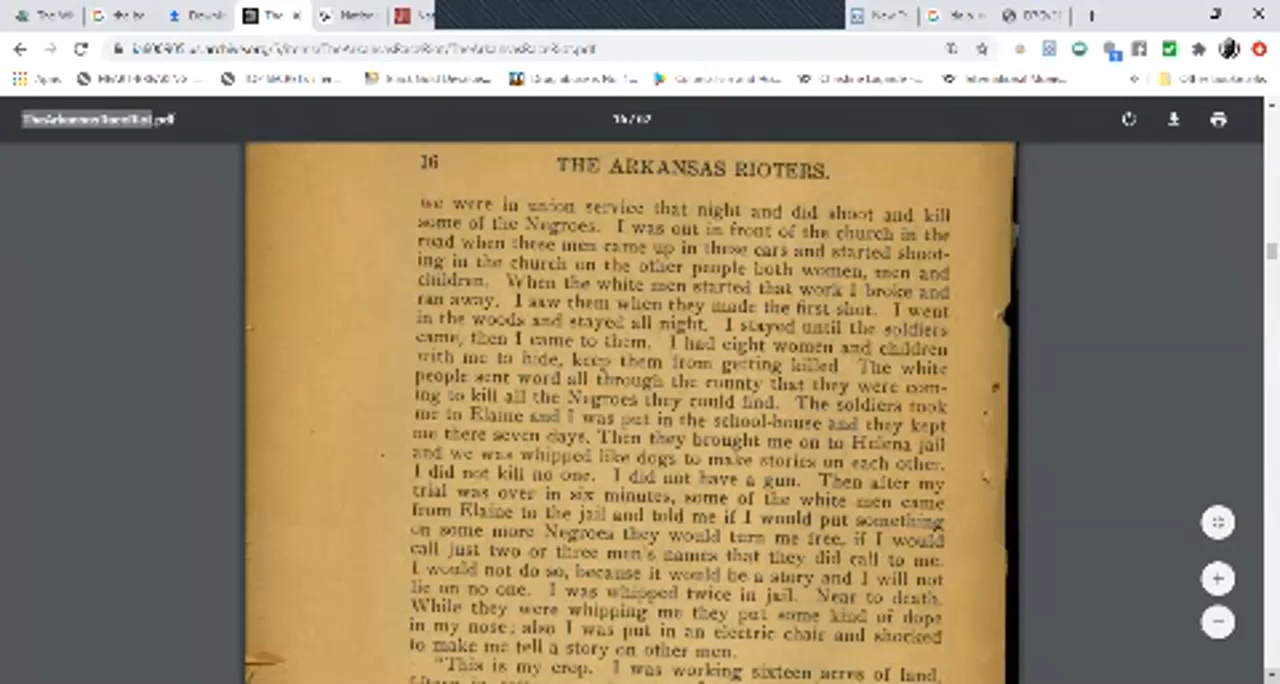 The
Downl
The
New T
Apps
Other bookmarks
TheArkansasRaceRiot.pdf
16 / 62
16 THE ARKANSAS RIOTERS.
we were in union service that night and did shoot and kill
some of the Negroes. I was out in front of the church in the
road when these men came up in those cars and started shoot-
ing in the church on the other people both women, men and
children. When the white men started that work I broke and
ran away. I saw them when they made the first shot. I went
in the woods and stayed all night. I stayed until the soldiers
came, then I came to them. I had eight women and children
with me to hide, keep them from getting killed The white
people sent word all through the county that they were com-
ing to kill all the Negroes they could find. The soldiers took
me to Elaine and I was put in the school-house and they kept
me there seven days. Then they brought me on to Helena jail
and we was whipped like dogs to make stories on each other.
I did not kill no one. I did not have a gun. Then after my
trial was over in six minutes, some of the white men came
from Elaine to the jail and told me if I would put something
on some more Negroes they would turn me free, if I would
call just two or three men's names that they did call to me.
I would not do so, because it would be a story and I will not
lie on no one. I was whipped twice in jail. Near to death.
While they were whipping me they put some kind of dope
in my nose; also I was put in an electric chair and shocked
to make me tell a story on other men.
"This is my crop. I was working sixteen acres of land,